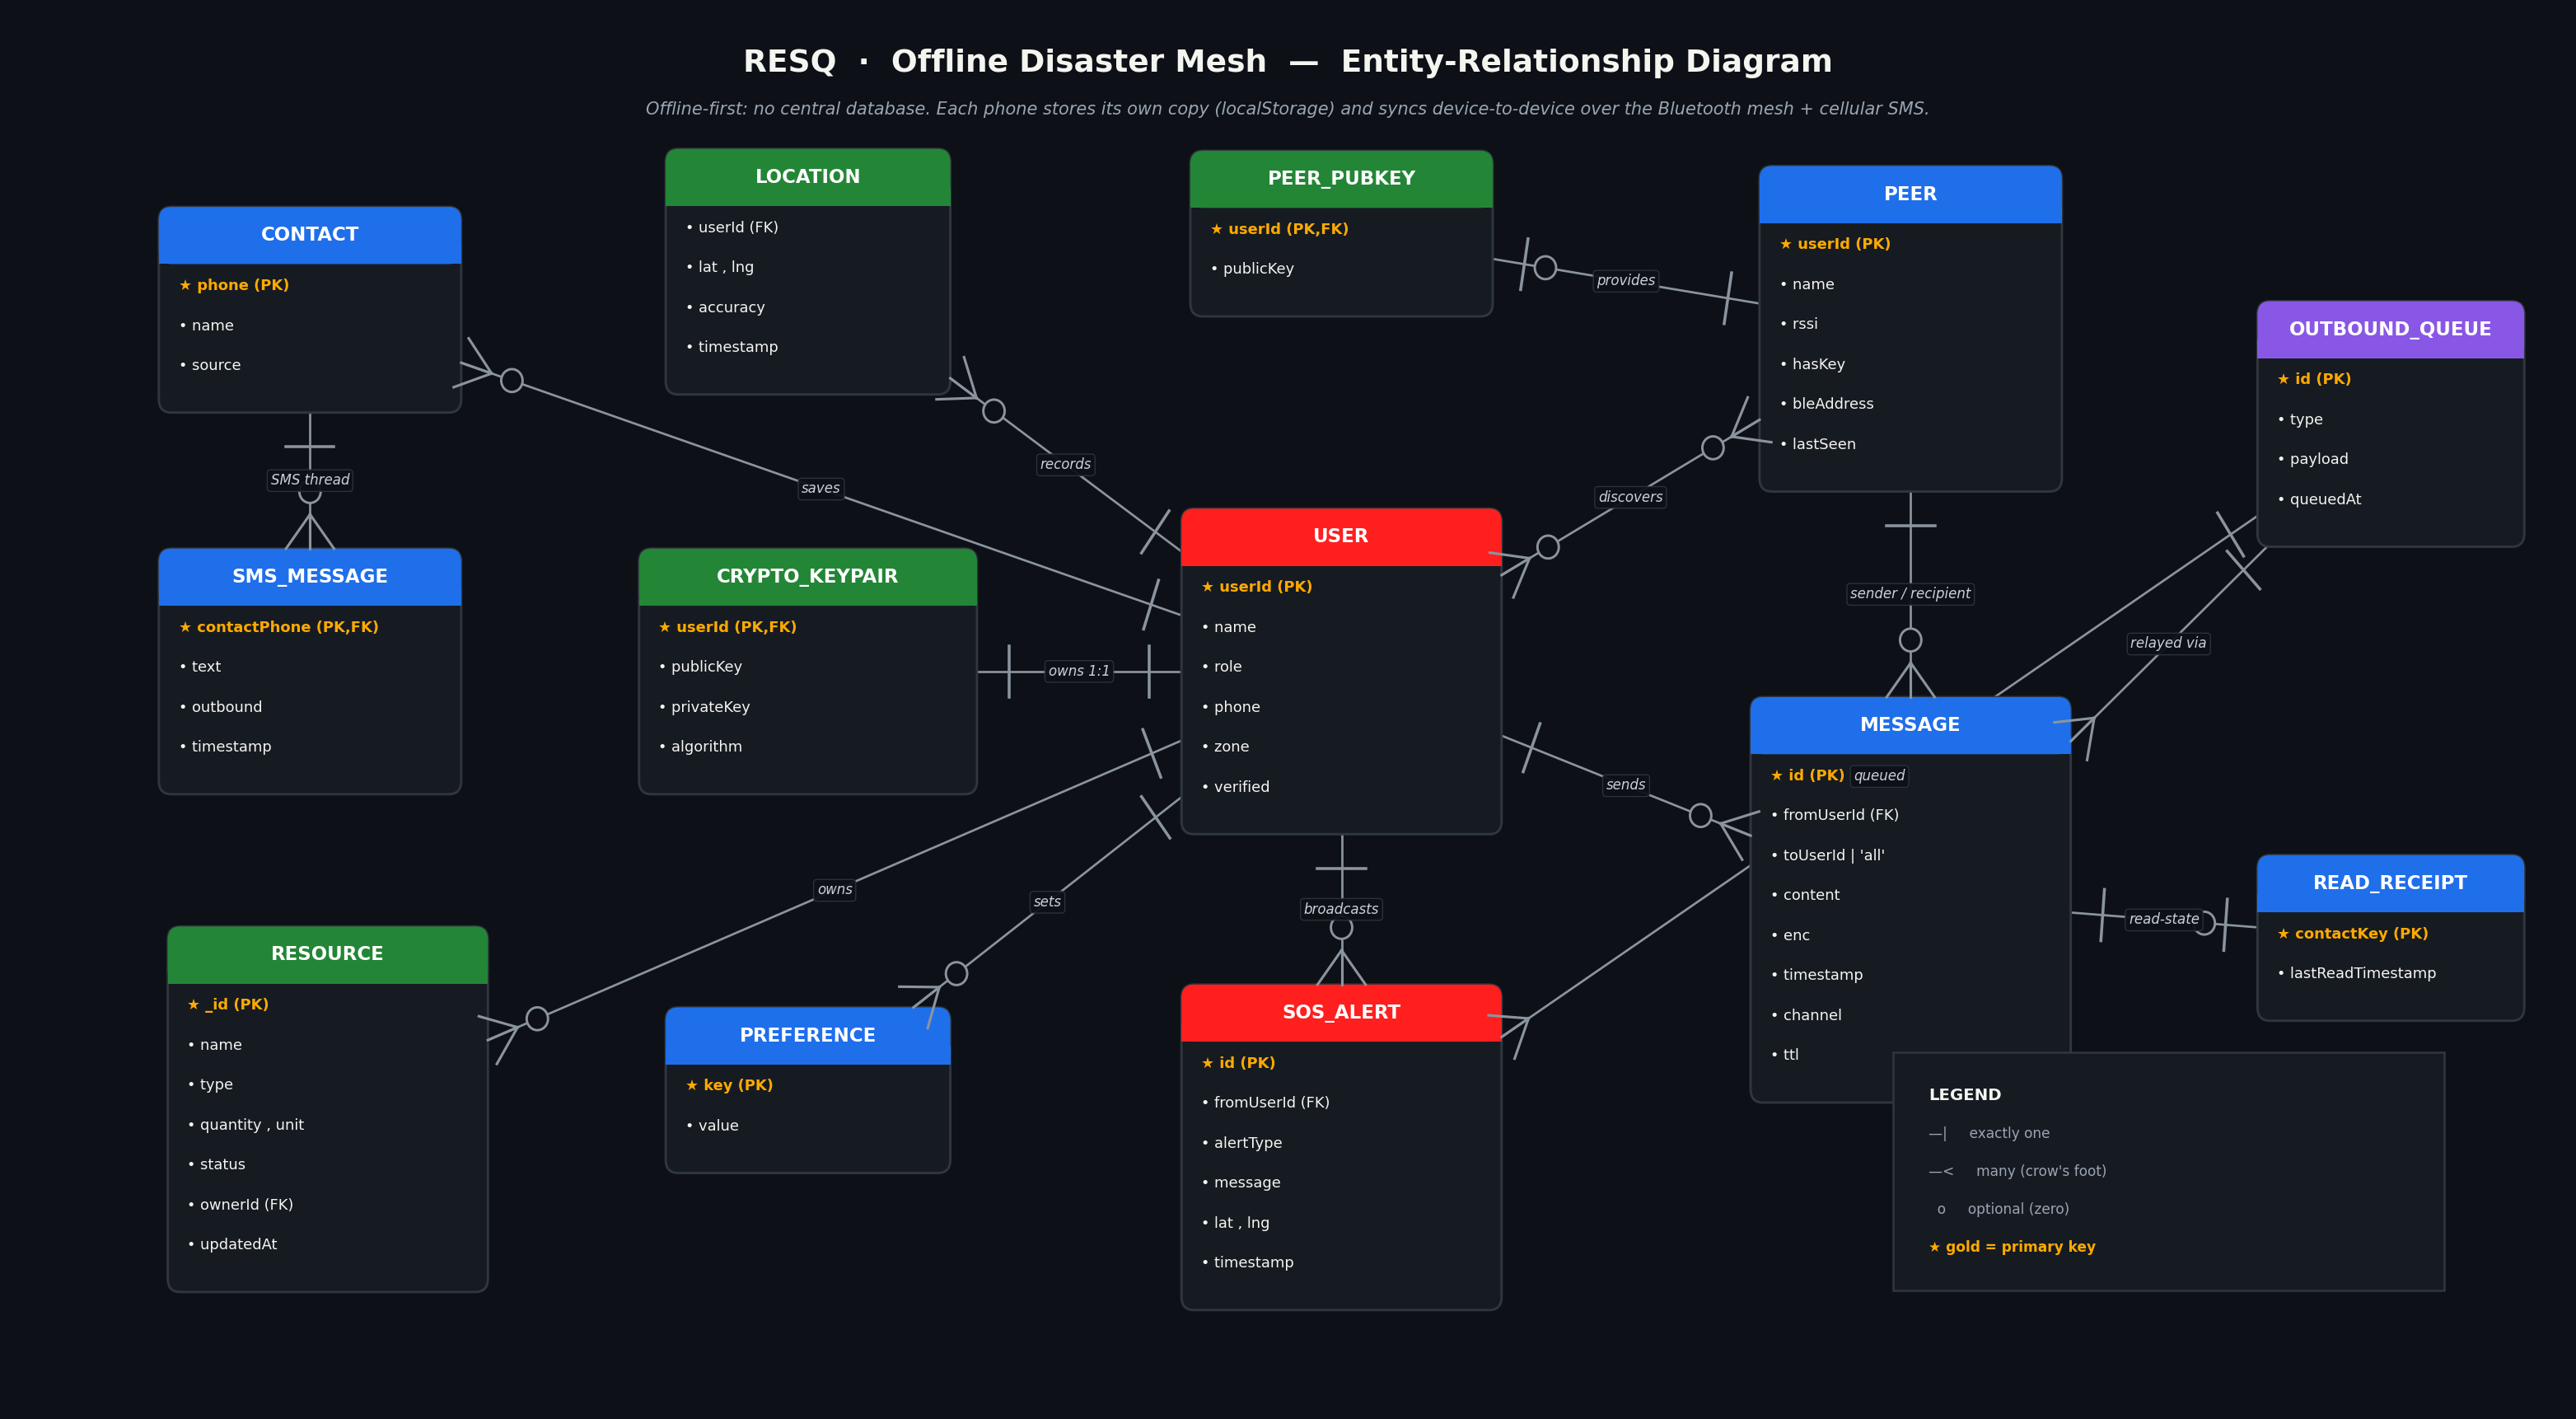 RESQ · Offline Disaster Mesh — Entity-Relationship Diagram
Offline-first: no central database. Each phone stores its own copy (localStorage) and syncs device-to-device over the Bluetooth mesh + cellular SMS.
CONTACT
★ phone (PK)
• name
• source
LOCATION
• userId (FK)
• lat , lng
• accuracy
• timestamp
PEER_PUBKEY
★ userId (PK,FK)
• publicKey
provides
PEER
★ userId (PK)
• name
• rssi
• hasKey
• bleAddress
• lastSeen
OUTBOUND_QUEUE
★ id (PK)
• type
• payload
• queuedAt
SMS thread
saves
records
discovers
sender / recipient
relayed via
SMS_MESSAGE
★ contactPhone (PK,FK)
• text
• outbound
• timestamp
CRYPTO_KEYPAIR
★ userId (PK,FK)
• publicKey
• privateKey
• algorithm
owns 1:1
USER
★ userId (PK)
• name
• role
• phone
• zone
• verified
sends
MESSAGE
★ id (PK)
queued
• fromUserId (FK)
• toUserId | 'all'
• content
• enc
• timestamp
• channel
• ttl
read-state
READ_RECEIPT
★ contactKey (PK)
• lastReadTimestamp
owns
sets
broadcasts
RESOURCE
★ _id (PK)
• name
• type
• quantity , unit
• status
• ownerId (FK)
• updatedAt
PREFERENCE
★ key (PK)
• value
SOS_ALERT
★ id (PK)
• fromUserId (FK)
• alertType
• message
• lat , lng
• timestamp
LEGEND
—| exactly one
—< many (crow's foot)
o optional (zero)
★ gold = primary key